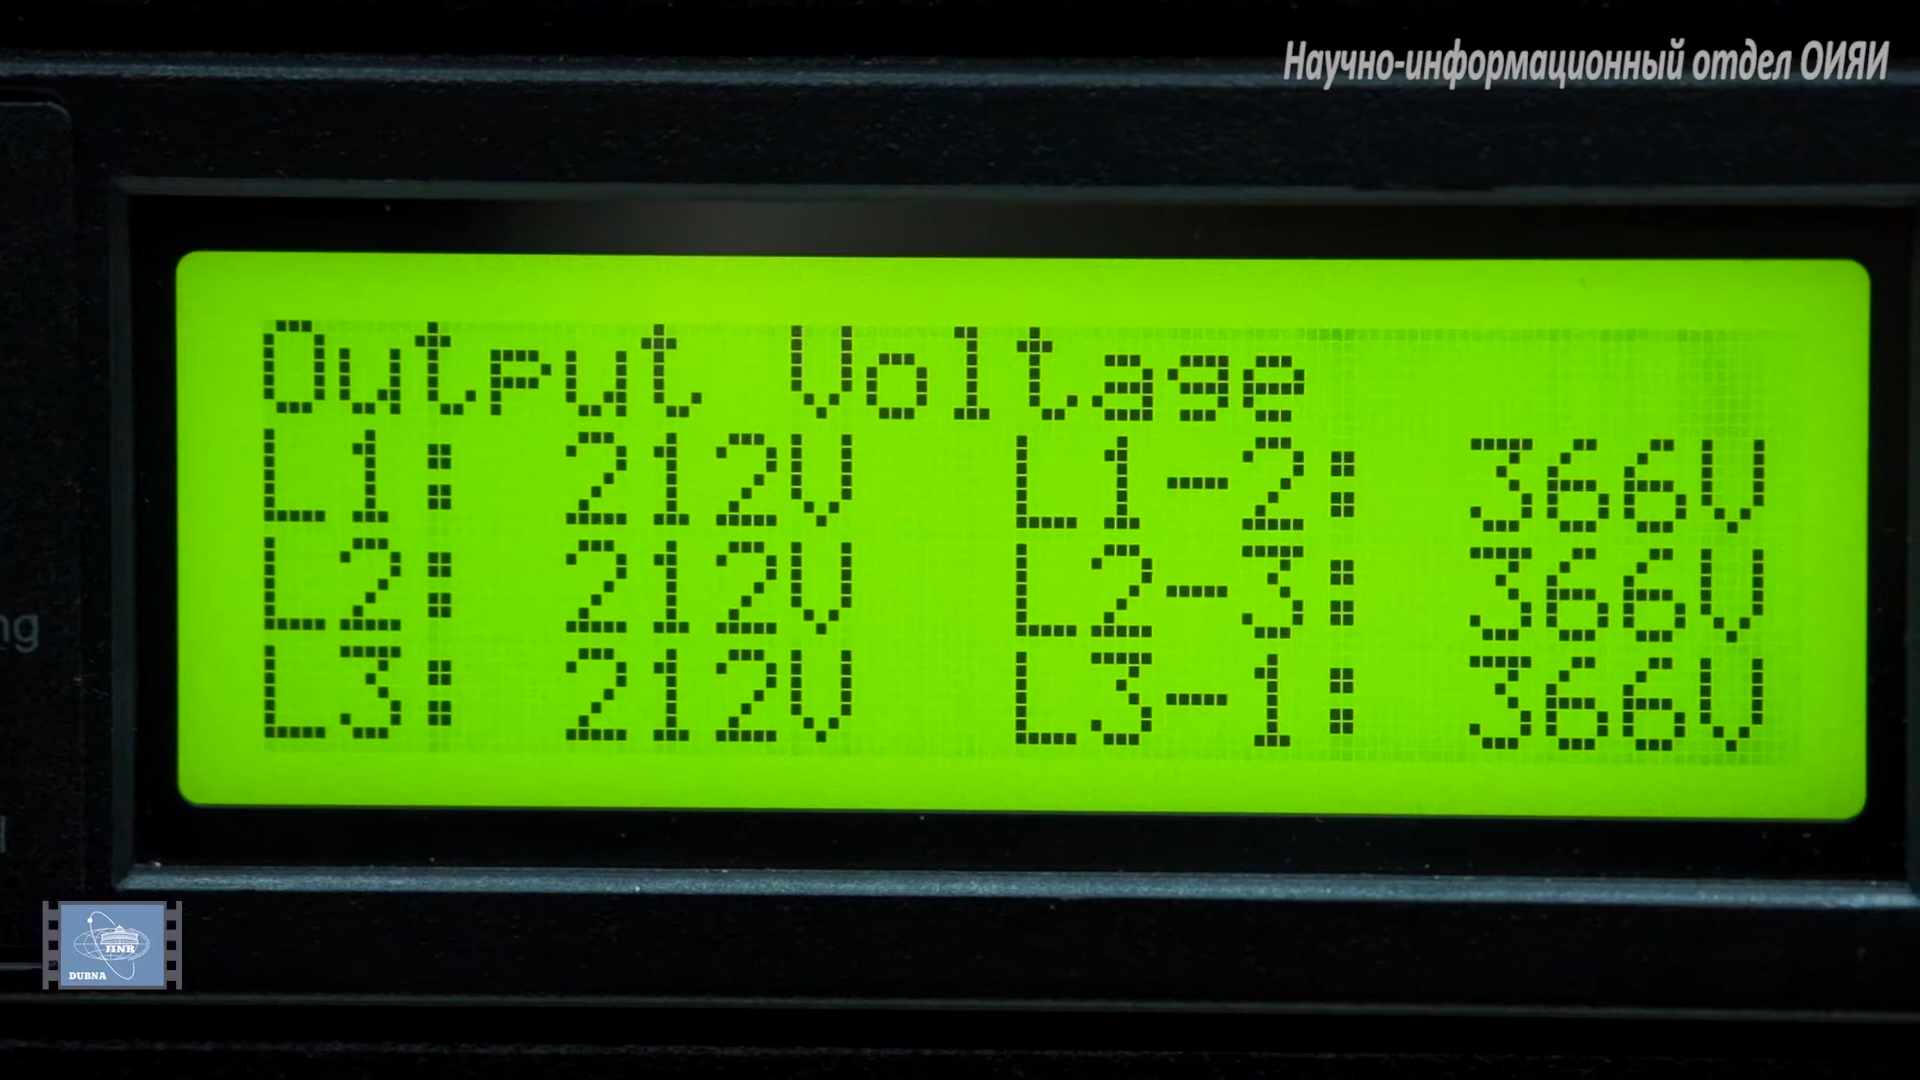 Научно-информационный отдел ОИЯИ
Output Voltage
L1: 212V L1-2: 366V
L2: 212V L2-3: 366V
L3: 212V L3-1: 366V
ng
JINR
DUBNA